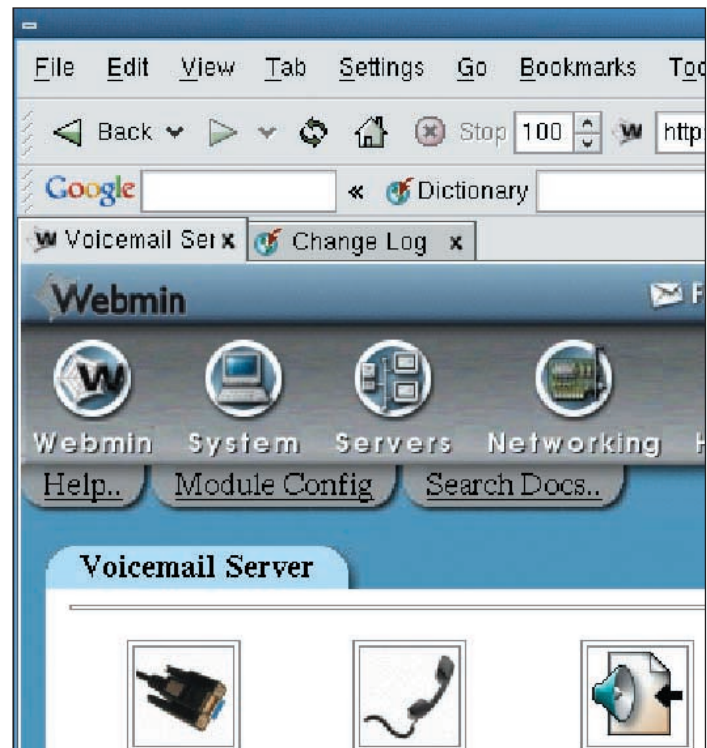 File Edit View Tab Settings Go Bookmarks
Back Stop 100 http
Google « Dictionary
Voicemail Ser x Change Log x
Webmin
Webmin System Servers Networking
Help.. Module Config Search Docs..
Voicemail Server